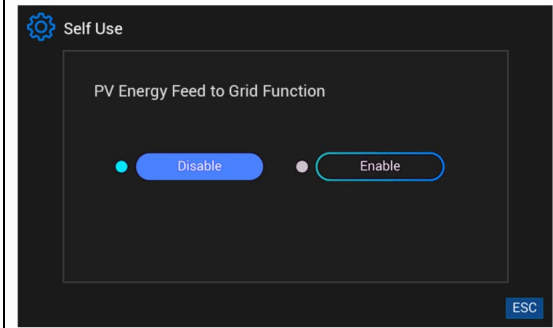 Self Use
PV Energy Feed to Grid Function
Disable Enable
ESC